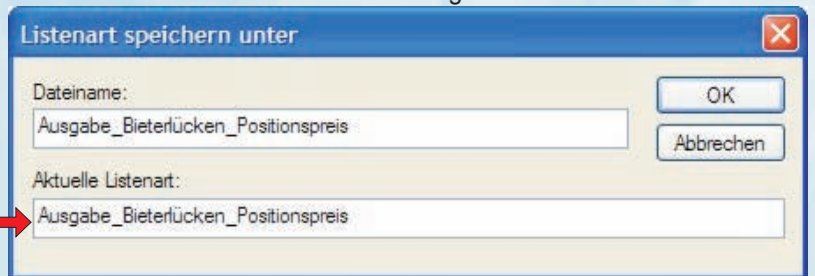 Listenart speichern unter
Dateiname:
OK
Ausgabe_Bieterlücken_Positionspreis
Abbrechen
Aktuelle Listenart:
Ausgabe_Bieterlücken_Positionspreis